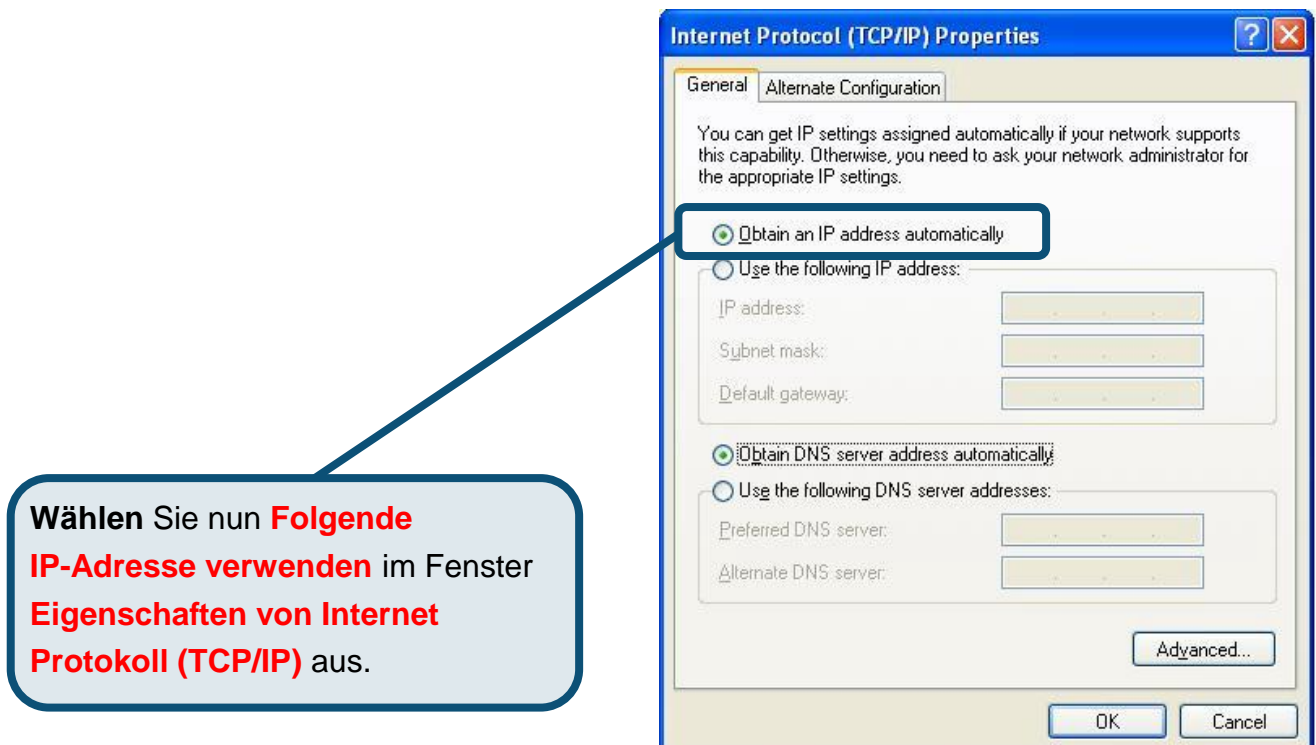 Internet Protocol (TCP/IP) Properties
General
Alternate Configuration
You can get IP settings assigned automatically if your network supports
this capability. Otherwise, you need to ask your network administrator for
the appropriate IP settings.
Obtain an IP address automatically
Use the following IP address:
IP address:
Subnet mask:
Default gateway:
Obtain DNS server address automatically
Use the following DNS server addresses:
Preferred DNS server:
Alternate DNS server:
Advanced...
OK
Cancel
Wählen Sie nun Folgende
IP-Adresse verwenden im Fenster
Eigenschaften von Internet
Protokoll (TCP/IP) aus.